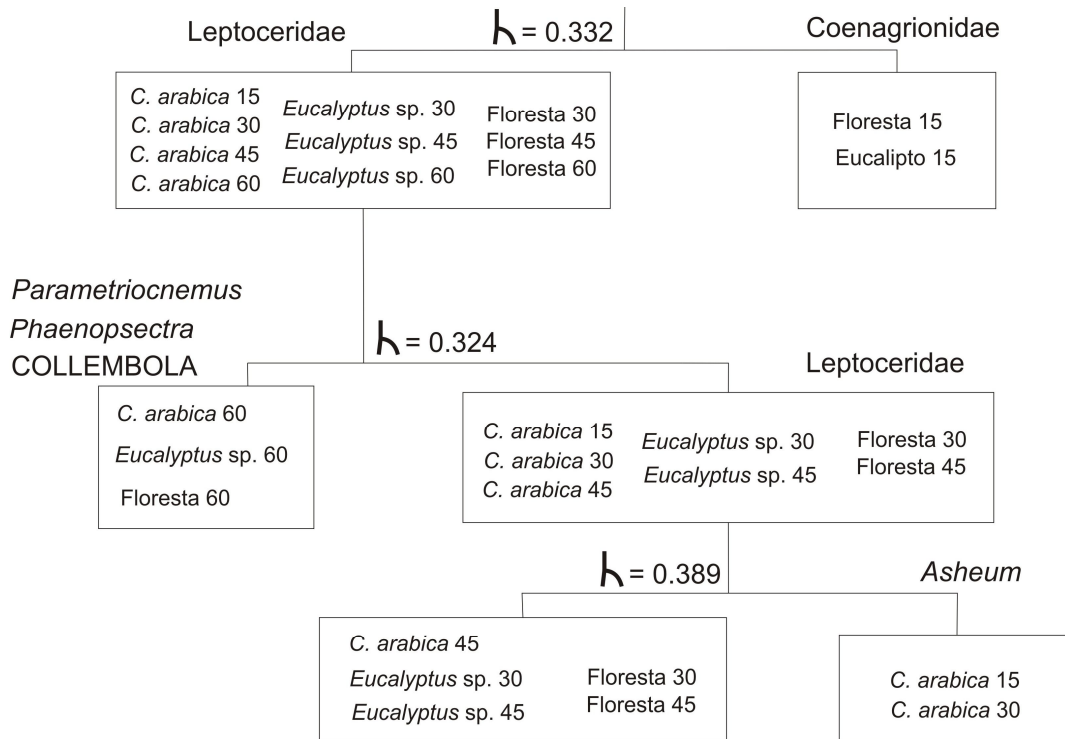 Leptoceridae
λ = 0.332
Coenagrionidae
C. arabica 15
C. arabica 30
C. arabica 45
C. arabica 60
Eucalyptus sp. 30
Eucalyptus sp. 45
Eucalyptus sp. 60
Floresta 30
Floresta 45
Floresta 60
Floresta 15
Eucalipto 15
Parametriocnemus
Phaenopsectra
COLLEMBOLA
λ = 0.324
Leptoceridae
C. arabica 60
Eucalyptus sp. 60
Floresta 60
C. arabica 15
C. arabica 30
C. arabica 45
Eucalyptus sp. 30
Eucalyptus sp. 45
Floresta 30
Floresta 45
λ = 0.389
Asheum
C. arabica 45
Eucalyptus sp. 30
Eucalyptus sp. 45
Floresta 30
Floresta 45
C. arabica 15
C. arabica 30